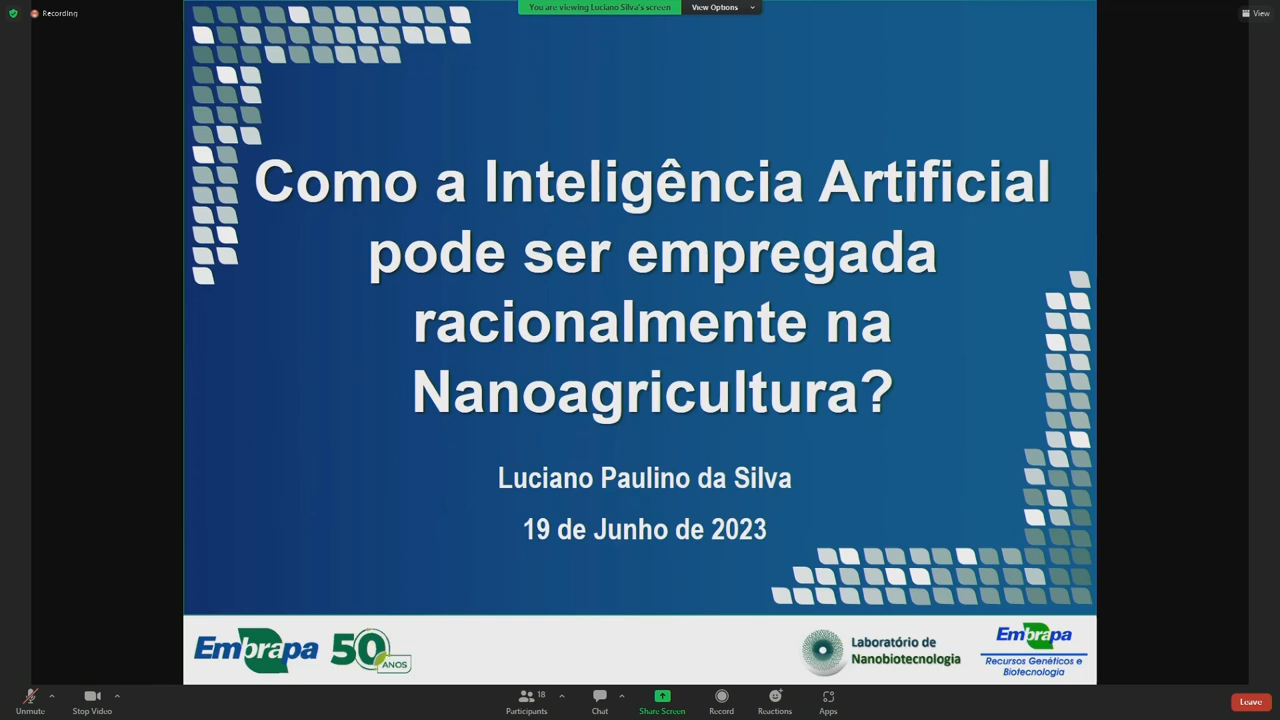 Recording
You are viewing Luciano Silva's screen
View Options
View
Como a Inteligência Artificial
pode ser empregada
racionalmente na
Nanoagricultura?
Luciano Paulino da Silva
19 de Junho de 2023
Embrapa
50
ANOS
Laboratório de
Nanobiotecnologia
Embrapa
Recursos Genéticos e
Biotecnologia
Unmute
Stop Video
18
Participants
Chat
Share Screen
Record
Reactions
Apps
Leave